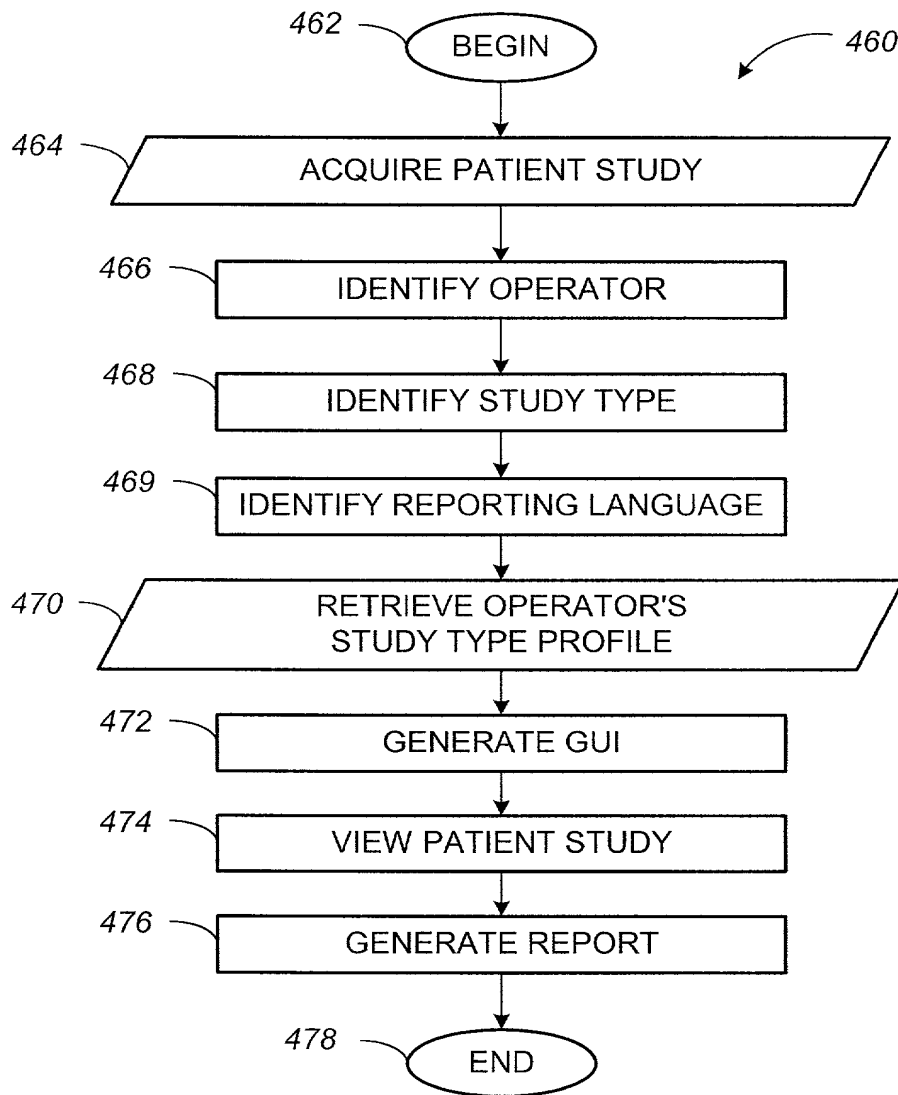 462
BEGIN
460
464
ACQUIRE PATIENT STUDY
466
IDENTIFY OPERATOR
468
IDENTIFY STUDY TYPE
469
IDENTIFY REPORTING LANGUAGE
470
RETRIEVE OPERATOR'S
STUDY TYPE PROFILE
472
GENERATE GUI
474
VIEW PATIENT STUDY
476
GENERATE REPORT
478
END